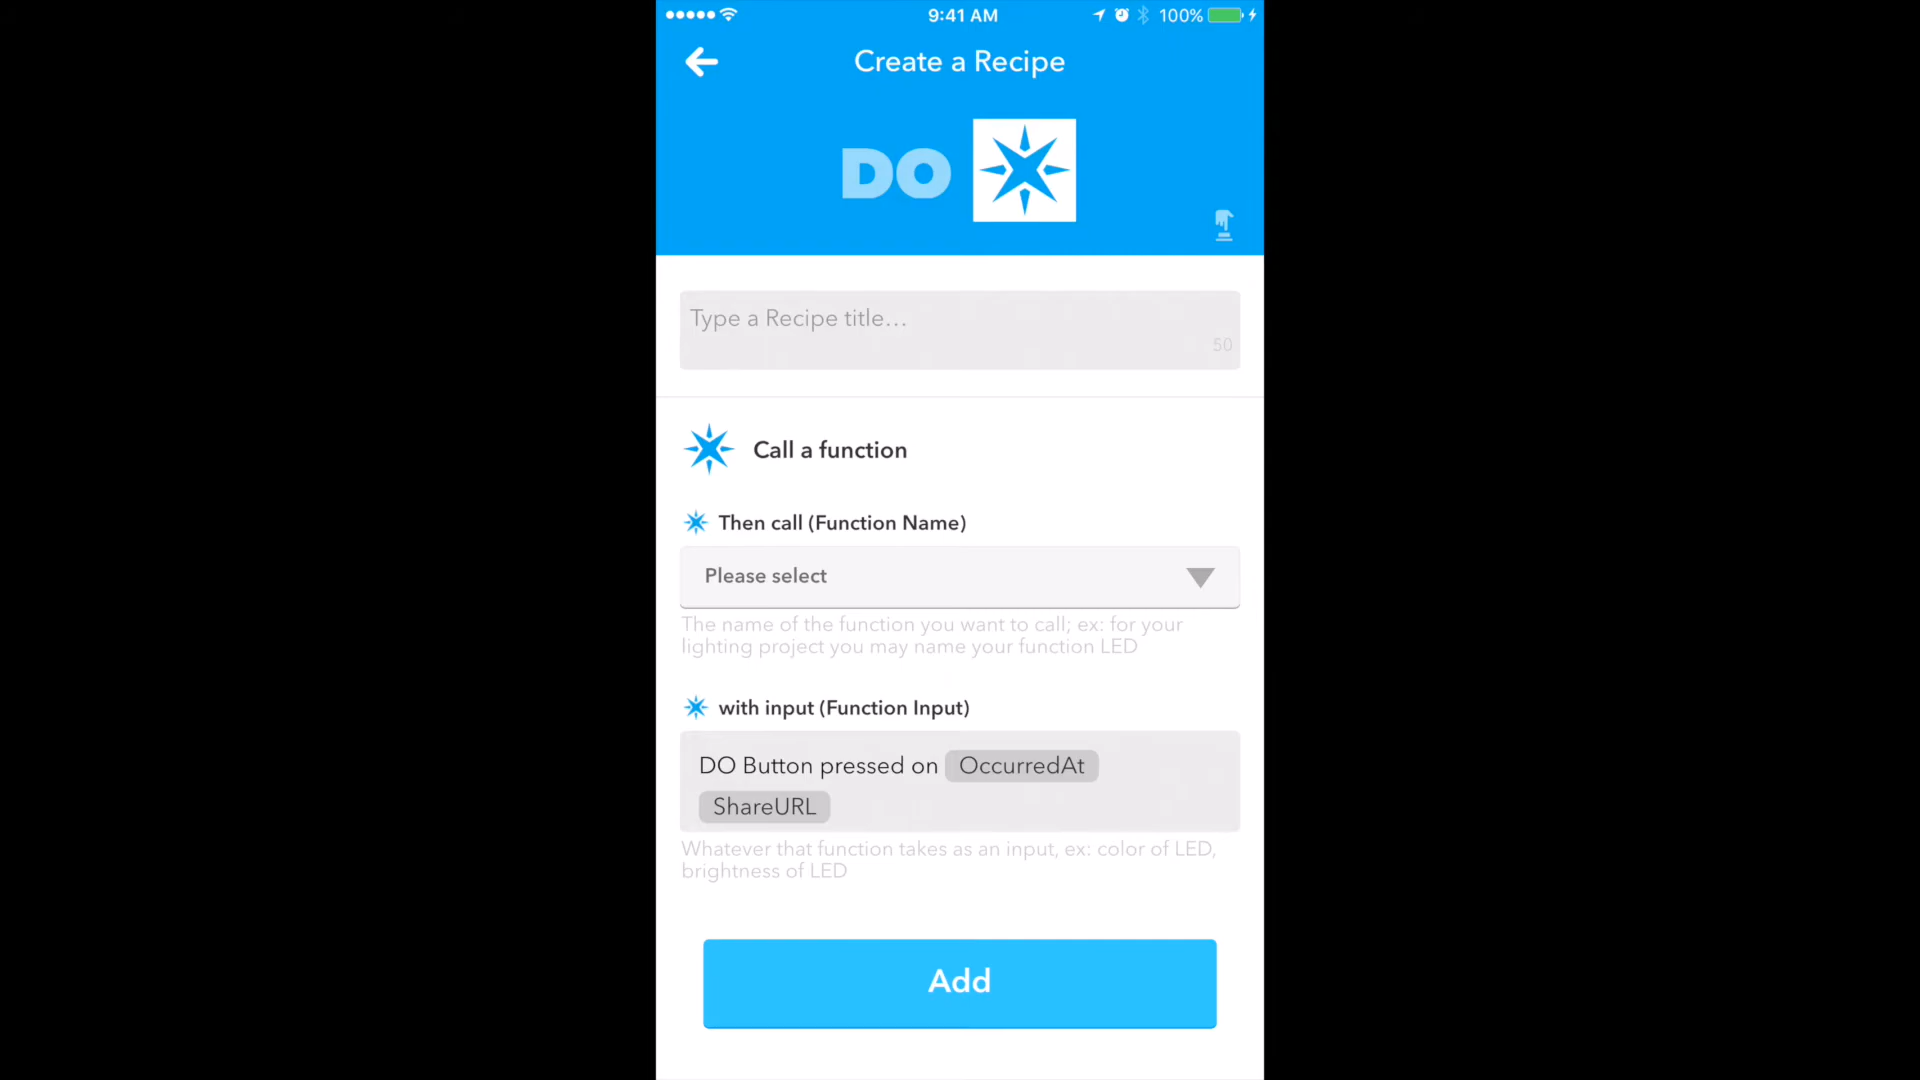 9:41 AM
100%
Create a Recipe
DO
Type a Recipe title...
50
Call a function
Then call (Function Name)
Please select
The name of the function you want to call; ex: for your
lighting project you may name your function LED
with input (Function Input)
DO Button pressed on OccurredAt
ShareURL
Whatever that function takes as an input, ex: color of LED,
brightness of LED
Add